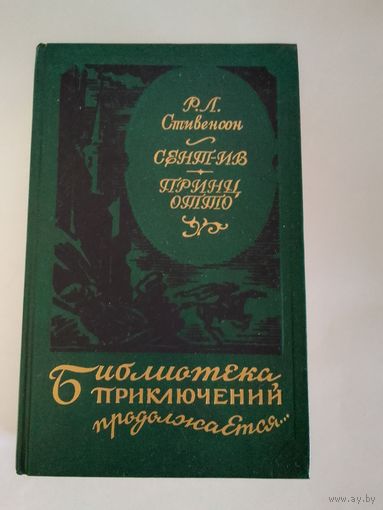 Р.Л.
Стивенсон
СЕНТ-ИВ
ПРИНЦ
ОТТО
Библиотека
ПРИКЛЮЧЕНИЙ
продолжается...
www.ay.by